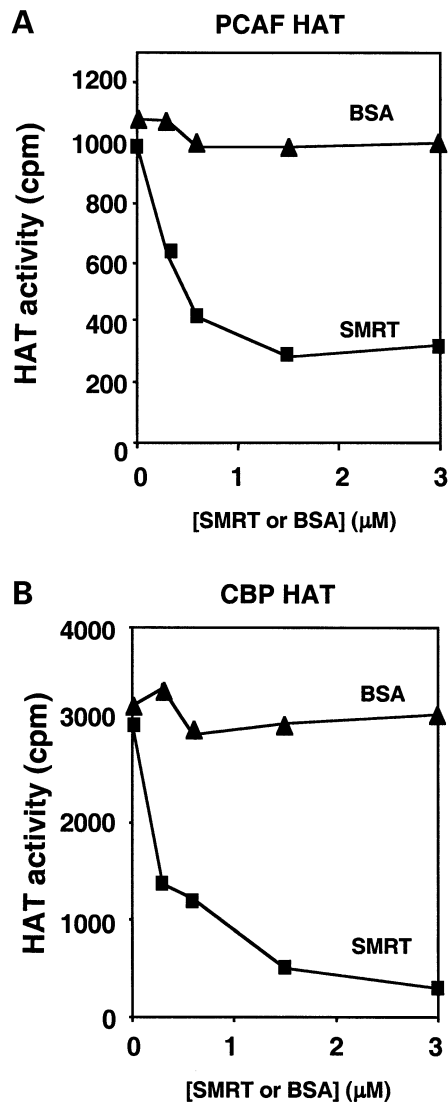 A
PCAF HAT
HAT activity (cpm)
1200
1000
800
600
400
200
0
BSA
SMRT
0 1 2 3
[SMRT or BSA] (µM)
B
CBP HAT
HAT activity (cpm)
4000
3000
2000
1000
0
BSA
SMRT
0 1 2 3
[SMRT or BSA] (µM)